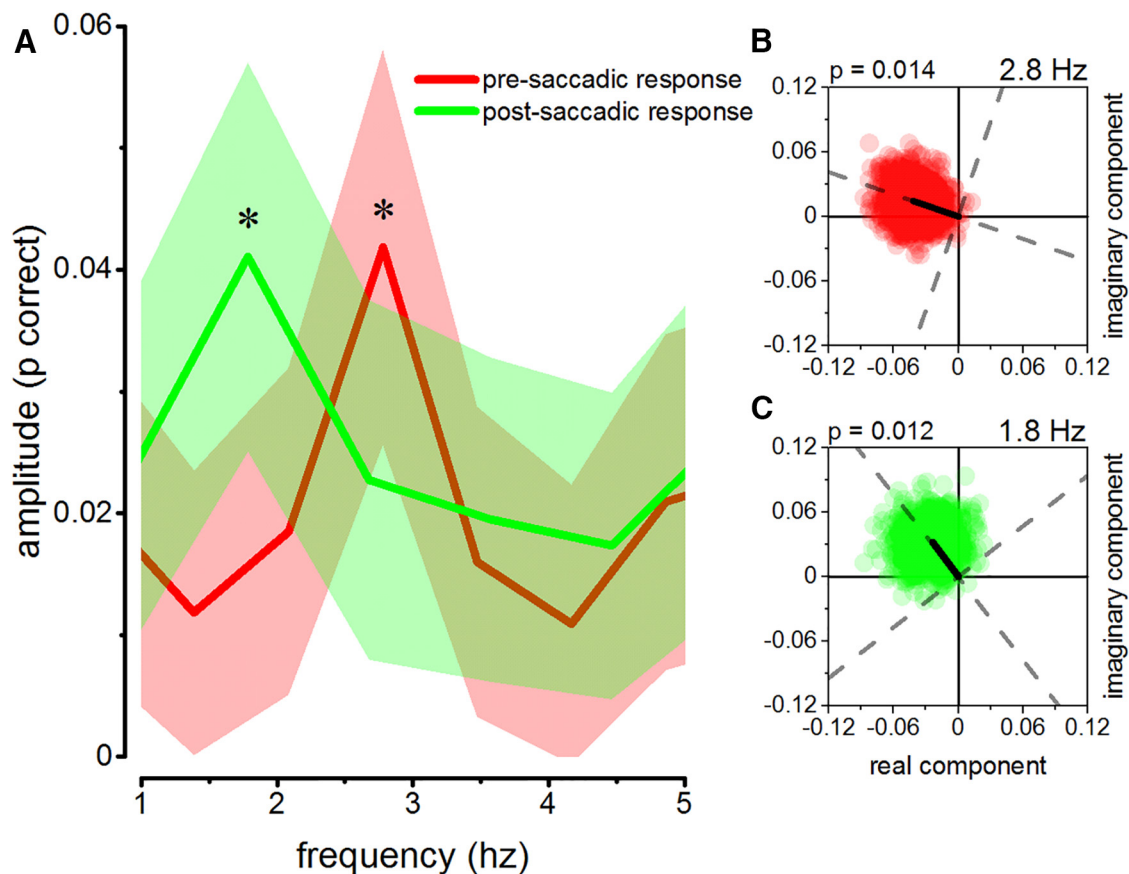 A
0.06
0.04
0.02
0
amplitude (p correct)
pre-saccadic response
post-saccadic response
*
*
1 2 3 4 5
frequency (hz)
B
p = 0.014 2.8 Hz
0.12
0.06
0
-0.06
-0.12
-0.12 -0.06 0 0.06 0.12
imaginary component
C
p = 0.012 1.8 Hz
0.12
0.06
0
-0.06
-0.12
-0.12 -0.06 0 0.06 0.12
imaginary component
real component